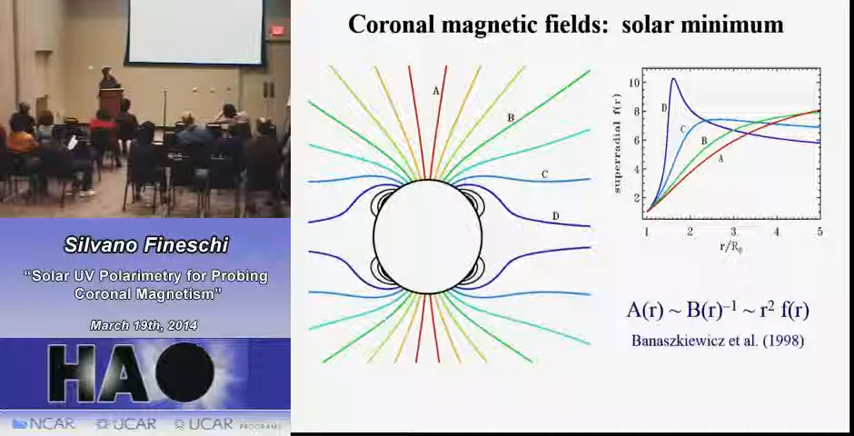 Coronal magnetic fields: solar minimum
A
B
C
D
superradial f(r)
10
8
6
4
2
D
C
B
A
1 2 3 4 5
r/R₀
A(r) ~ B(r)⁻¹ ~ r² f(r)
Banaszkiewicz et al. (1998)
Silvano Fineschi
“Solar UV Polarimetry for Probing
Coronal Magnetism”
March 19th, 2014
HAO
NCAR UCAR UCAR PROGRAMS